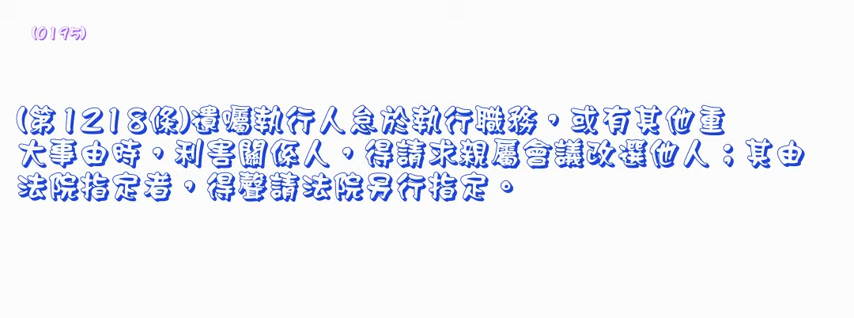 (0195)
(第1218條)遺囑執行人怠於執行職務，或有其他重
大事由時，利害關係人，得請求親屬會議改選他人；其由
法院指定者，得聲請法院另行指定。